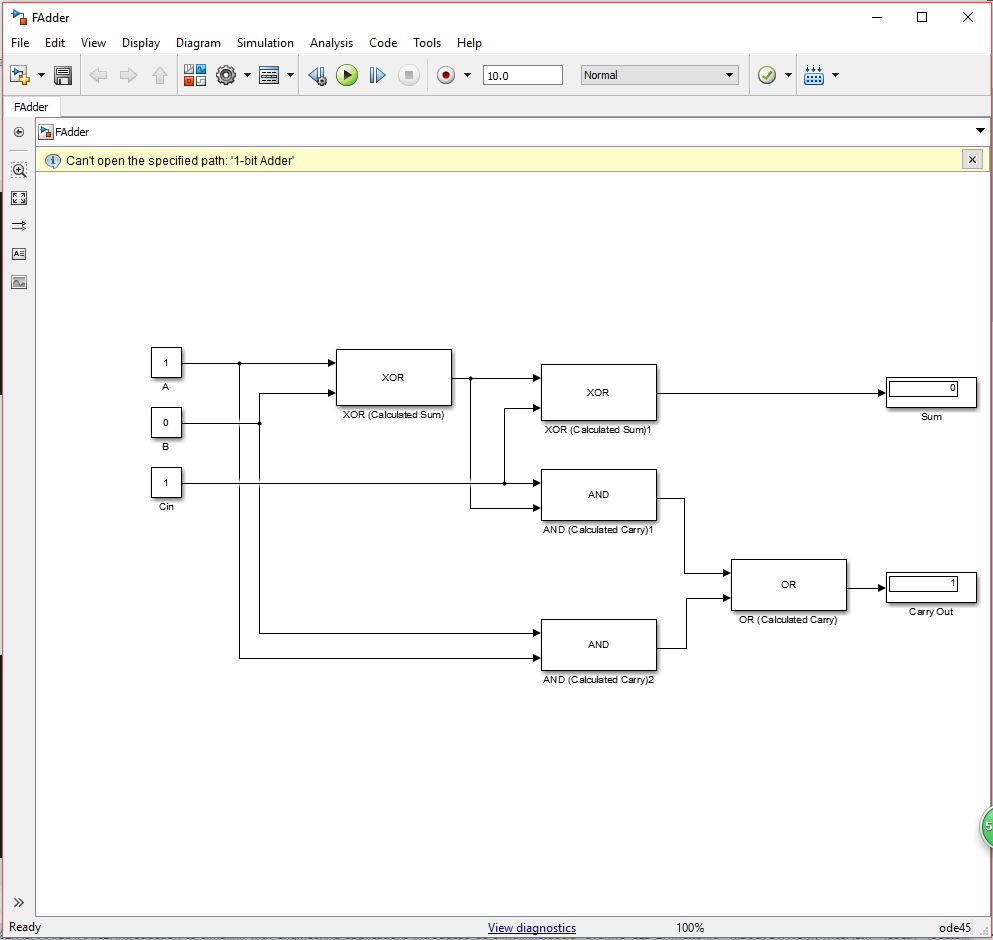 FAdder
File Edit View Display Diagram Simulation Analysis Code Tools Help
10.0 Normal
FAdder
FAdder
Can't open the specified path: '1-bit Adder'
1
A
XOR
XOR (Calculated Sum)
XOR
XOR (Calculated Sum)1
0
Sum
0
B
1
Cin
AND
AND (Calculated Carry)1
OR
OR (Calculated Carry)
1
Carry Out
AND
AND (Calculated Carry)2
5
Ready View diagnostics 100% ode45